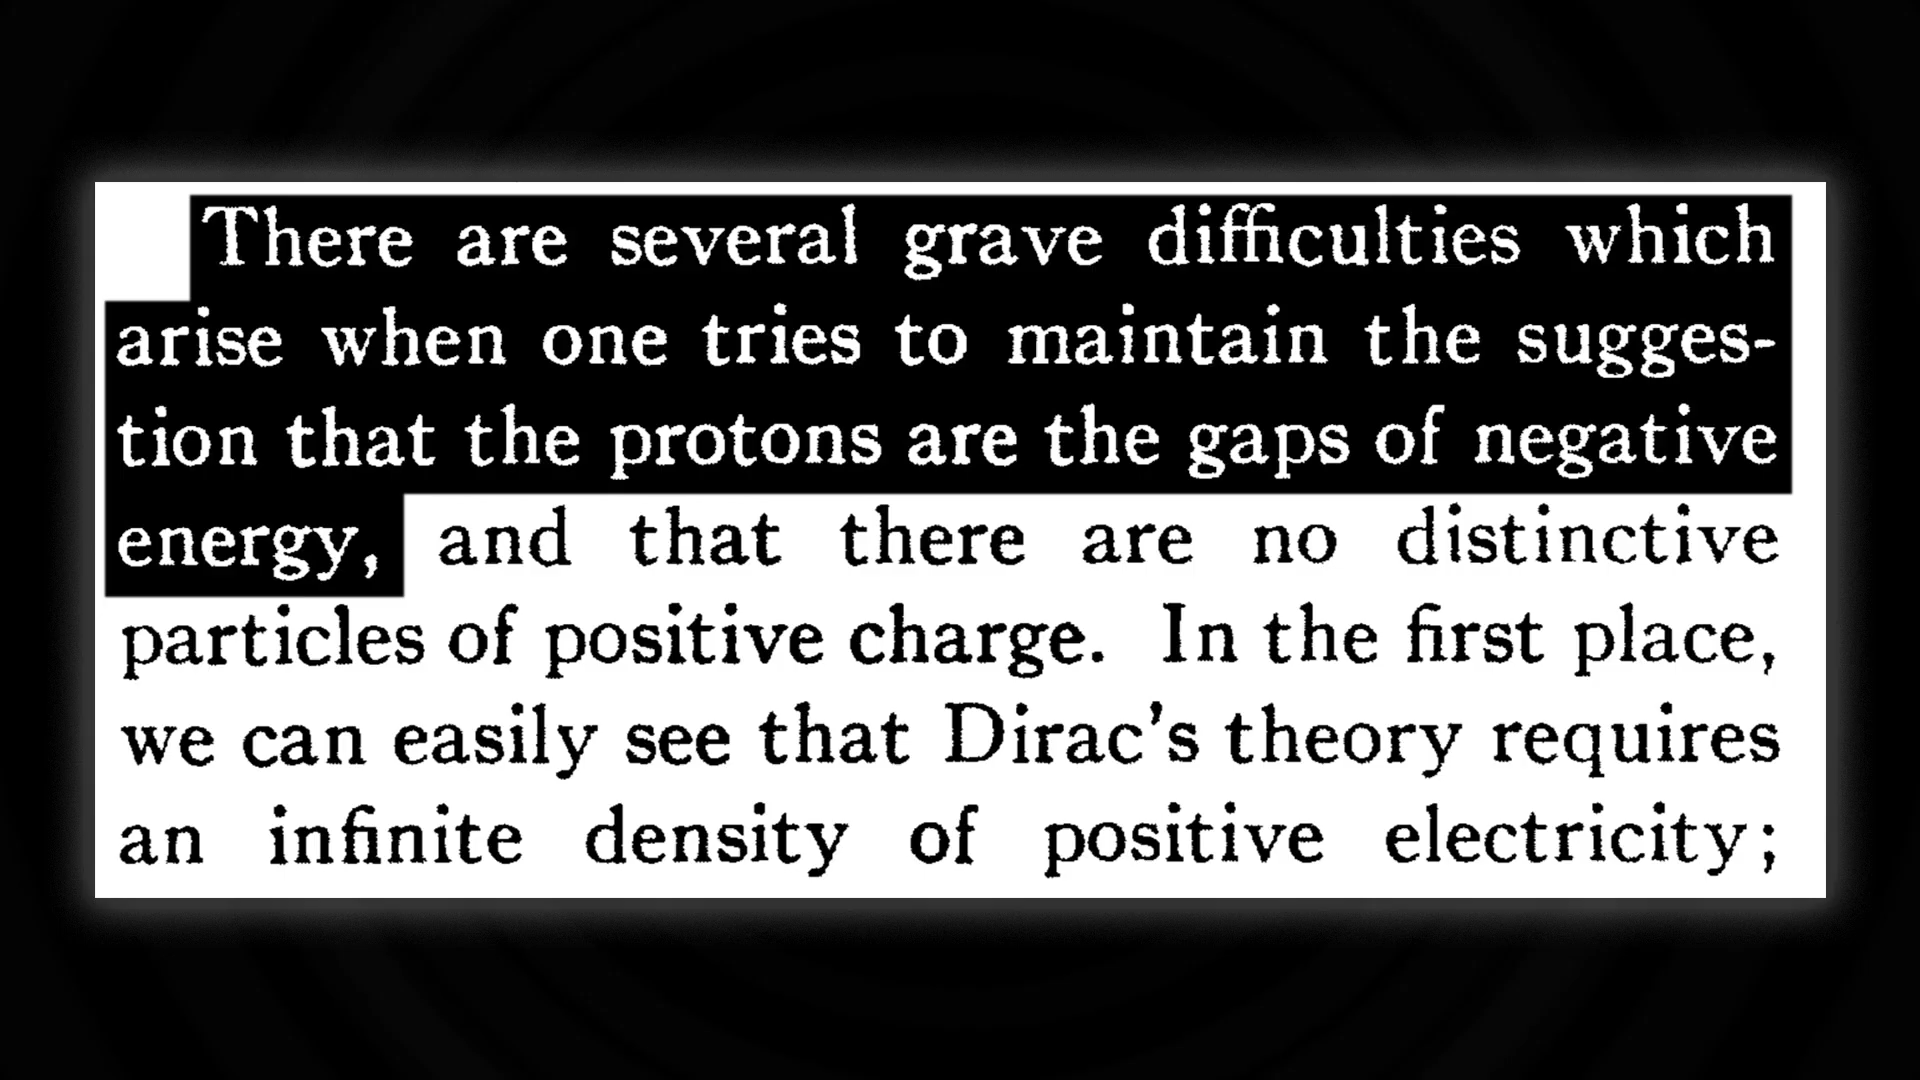 There are several grave difficulties which
arise when one tries to maintain the sugges-
tion that the protons are the gaps of negative
energy, and that there are no distinctive
particles of positive charge. In the first place,
we can easily see that Dirac's theory requires
an infinite density of positive electricity;